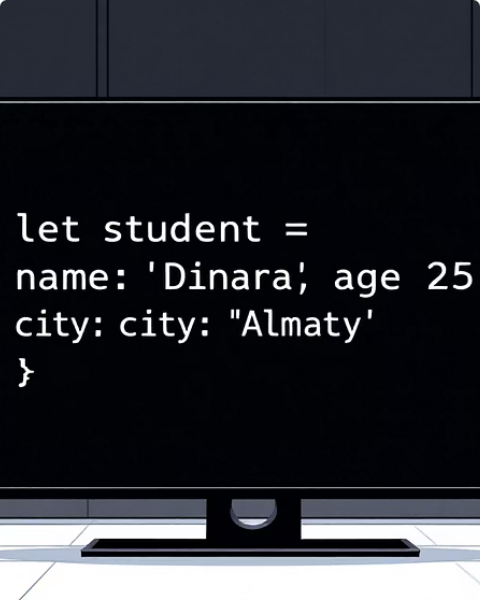 let student =
name: 'Dinara', age 25
city: city: "Almaty'
}